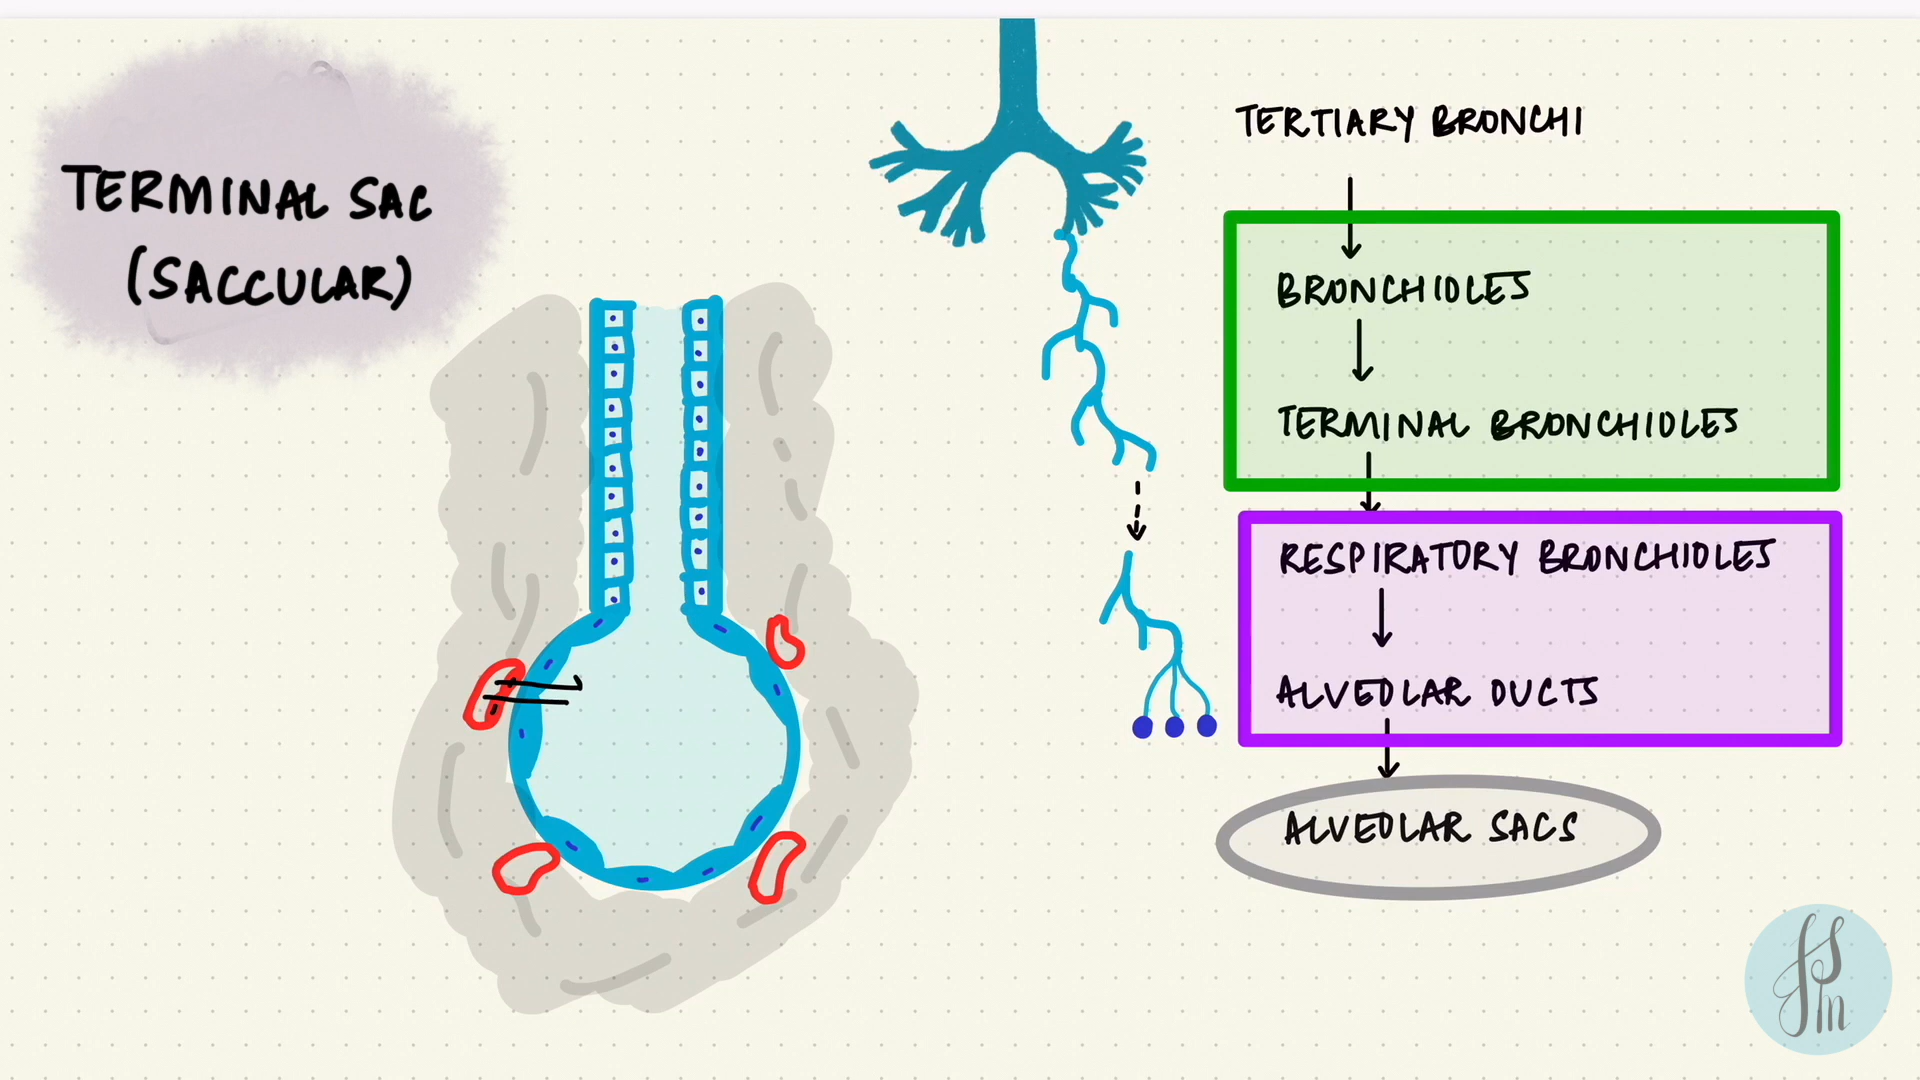 TERMINAL SAC
(SACCULAR)
TERTIARY BRONCHI
BRONCHIOLES
TERMINAL BRONCHIOLES
RESPIRATORY BRONCHIOLES
ALVEOLAR DUCTS
ALVEOLAR SACS